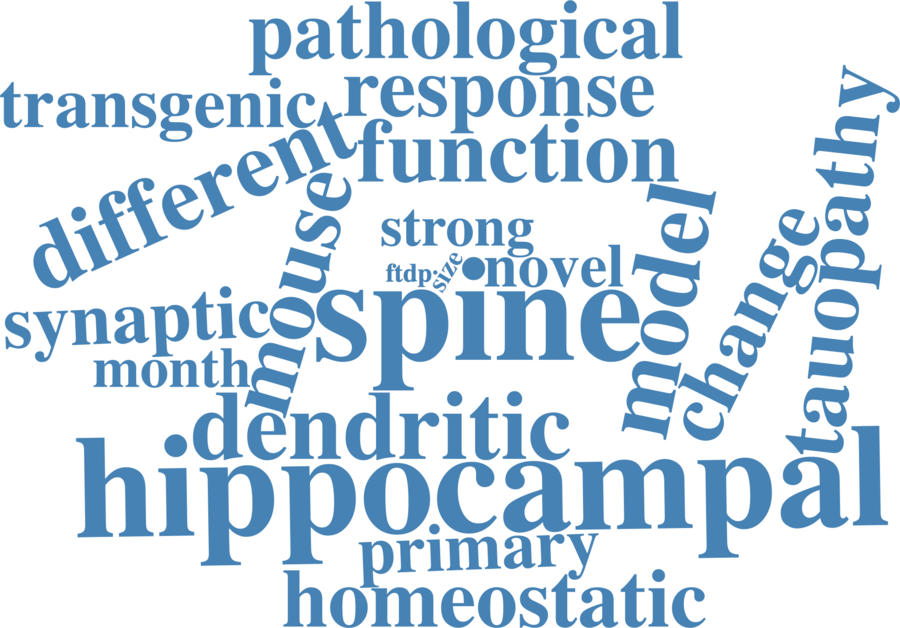 pathological
response
transgenic
function
different
mouse
strong
model
change
tauopathy
ftdp
size
novel
spine
synaptic
month
dendritic
hippocampal
primary
homeostatic